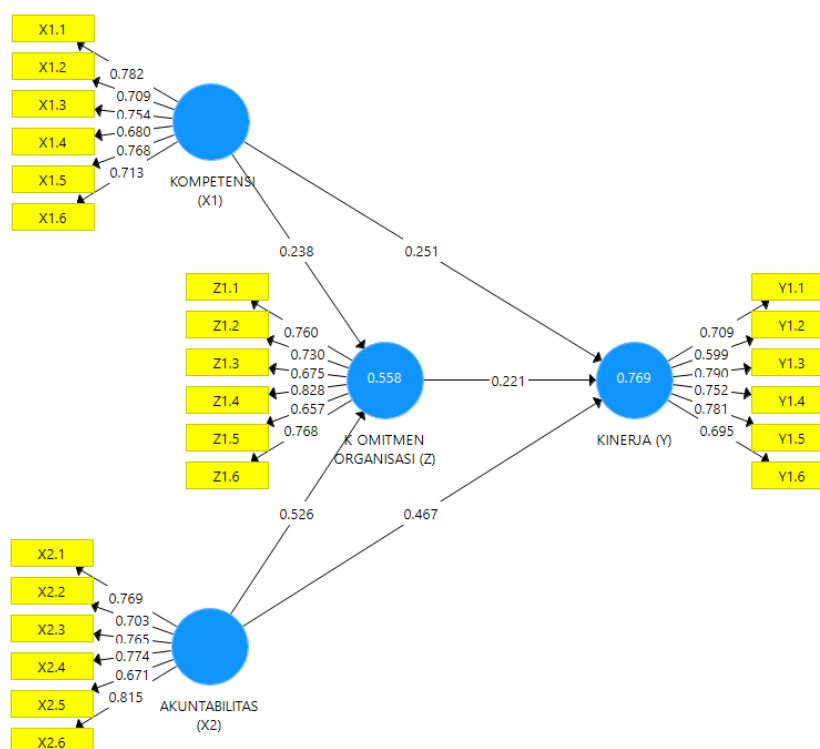 X1.1
X1.2
X1.3
X1.4
X1.5
X1.6
0.782
0.709
0.754
0.680
0.768
0.713
KOMPETENSI
(X1)
0.238
0.251
Z1.1
Z1.2
Z1.3
Z1.4
Z1.5
Z1.6
0.760
0.730
0.675
0.828
0.657
0.768
0.558
K OMITMEN
ORGANISASI (Z)
0.221
0.769
KINERJA (Y)
0.709
0.599
0.790
0.752
0.781
0.695
Y1.1
Y1.2
Y1.3
Y1.4
Y1.5
Y1.6
0.526
0.467
X2.1
X2.2
X2.3
X2.4
X2.5
X2.6
0.769
0.703
0.765
0.774
0.671
0.815
AKUNTABILITAS
(X2)